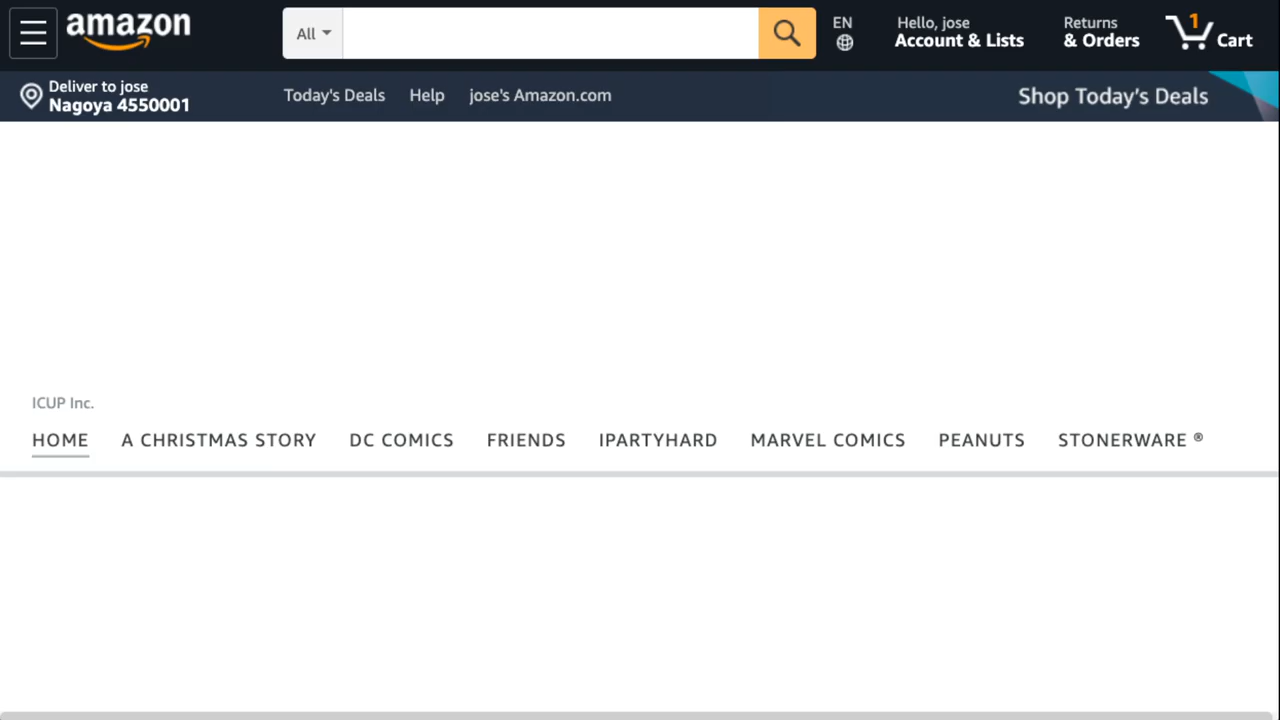 amazon
All
EN
Hello, jose
Account & Lists
Returns
& Orders
1
Cart
Deliver to jose
Nagoya 4550001
Today's Deals
Help
jose's Amazon.com
Shop Today's Deals
ICUP Inc.
HOME A CHRISTMAS STORY DC COMICS FRIENDS IPARTYHARD MARVEL COMICS PEANUTS STONERWARE ®